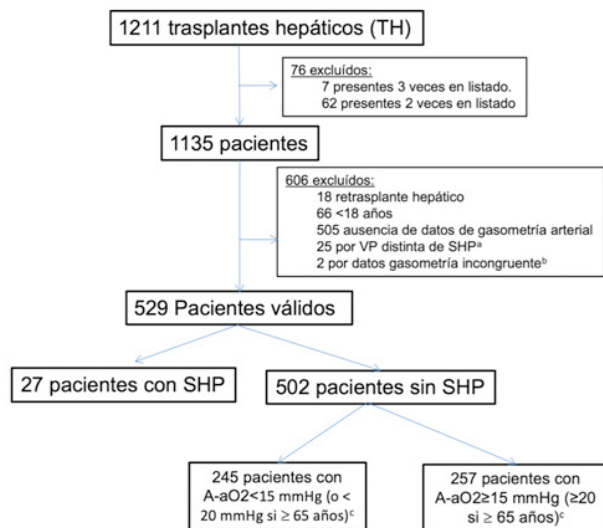 1211 trasplantes hepáticos (TH)
76 excluídos:
7 presentes 3 veces en listado.
62 presentes 2 veces en listado
1135 pacientes
606 excluídos:
18 retrasplante hepático
66 <18 años
505 ausencia de datos de gasometría arterial
25 por VP distinta de SHPª
2 por datos gasometría incongruenteᵇ
529 Pacientes válidos
27 pacientes con SHP
502 pacientes sin SHP
245 pacientes con
A-aO2<15 mmHg (o <
20 mmHg si ≥ 65 años)ᶜ
257 pacientes con
A-aO2≥15 mmHg (≥20
si ≥ 65 años)ᶜ